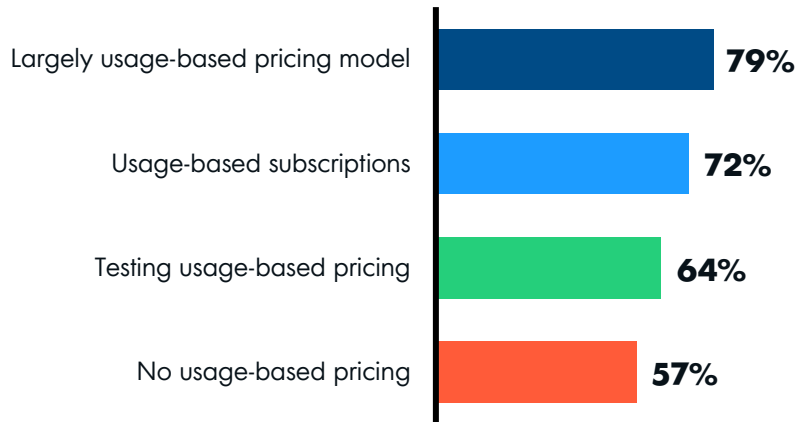 Largely usage-based pricing model 79%
Usage-based subscriptions 72%
Testing usage-based pricing 64%
No usage-based pricing 57%